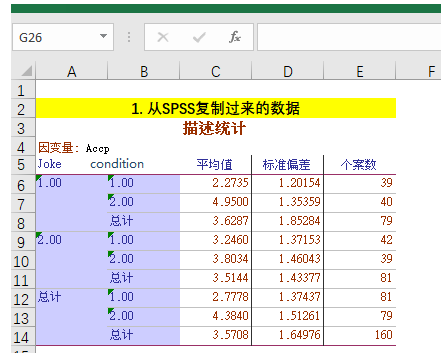 G26
fx
A B C D E F
1
2 1. 从SPSS复制过来的数据
3 描述统计
4 因变量: Accp
5 Joke condition 平均值 标准偏差 个案数
6 1.00 1.00 2.2735 1.20154 39
7 2.00 4.9500 1.35359 40
8 总计 3.6287 1.85284 79
9 2.00 1.00 3.2460 1.37153 42
10 2.00 3.8034 1.46043 39
11 总计 3.5144 1.43377 81
12 总计 1.00 2.7778 1.37437 81
13 2.00 4.3840 1.51261 79
14 总计 3.5708 1.64976 160